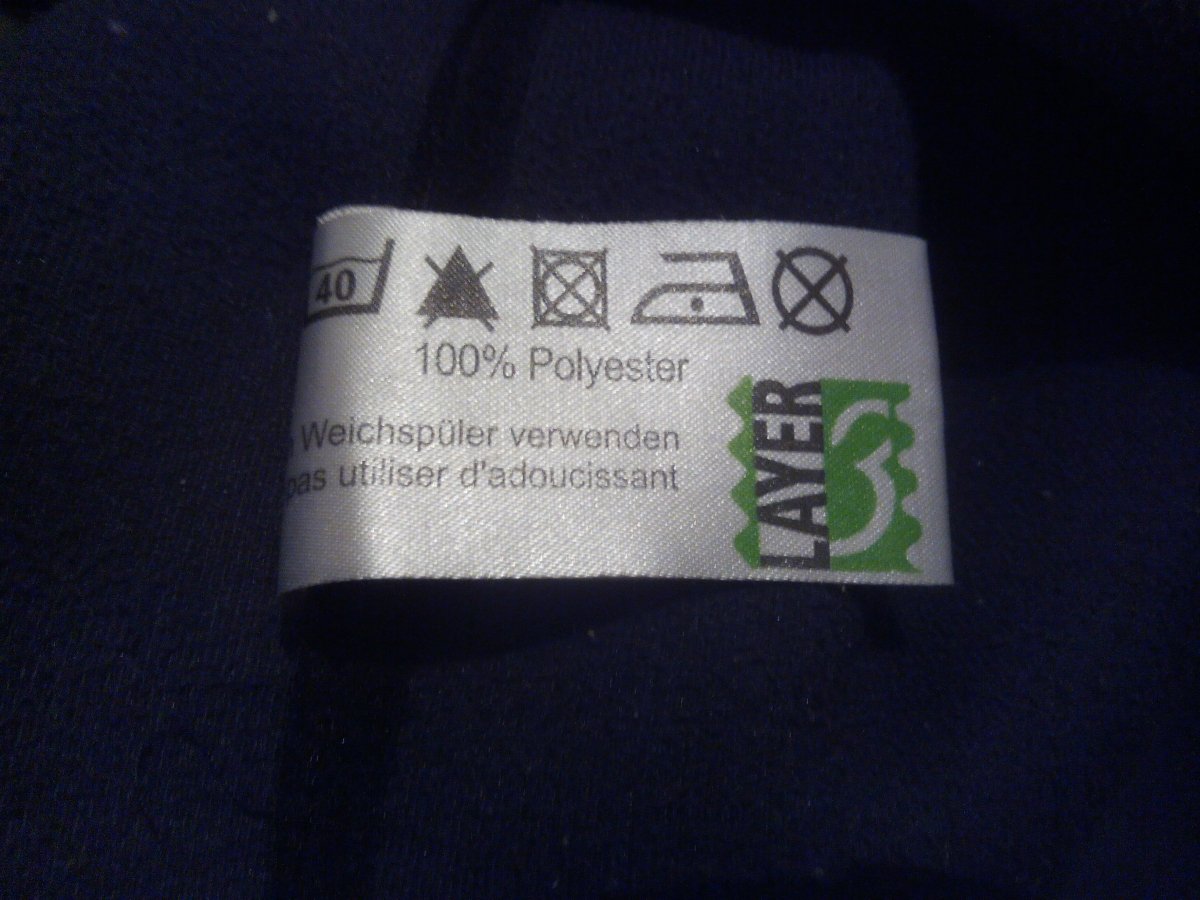 40
100% Polyester
Weichspüler verwenden
pas utiliser d'adoucissant
LAYER